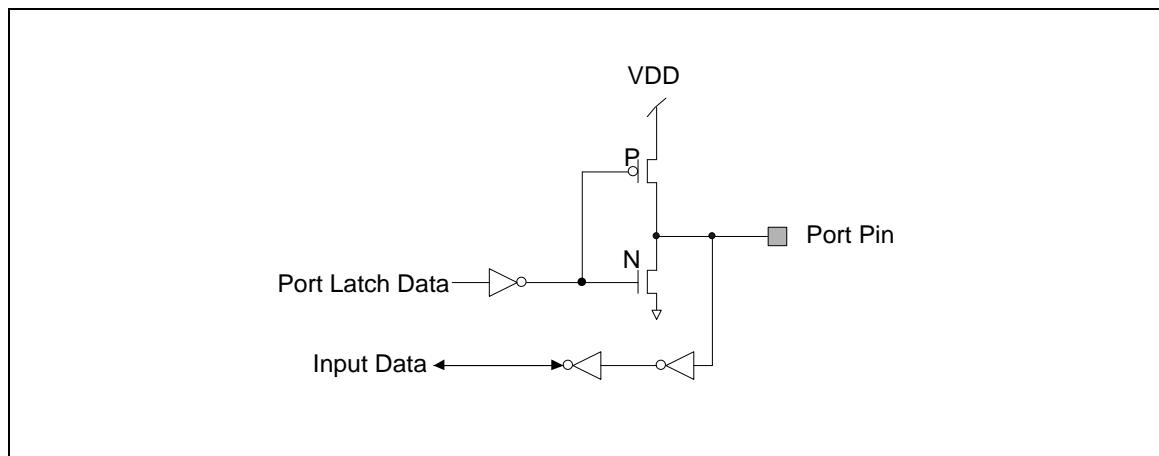 VDD
P
Port Pin
N
Port Latch Data
Input Data